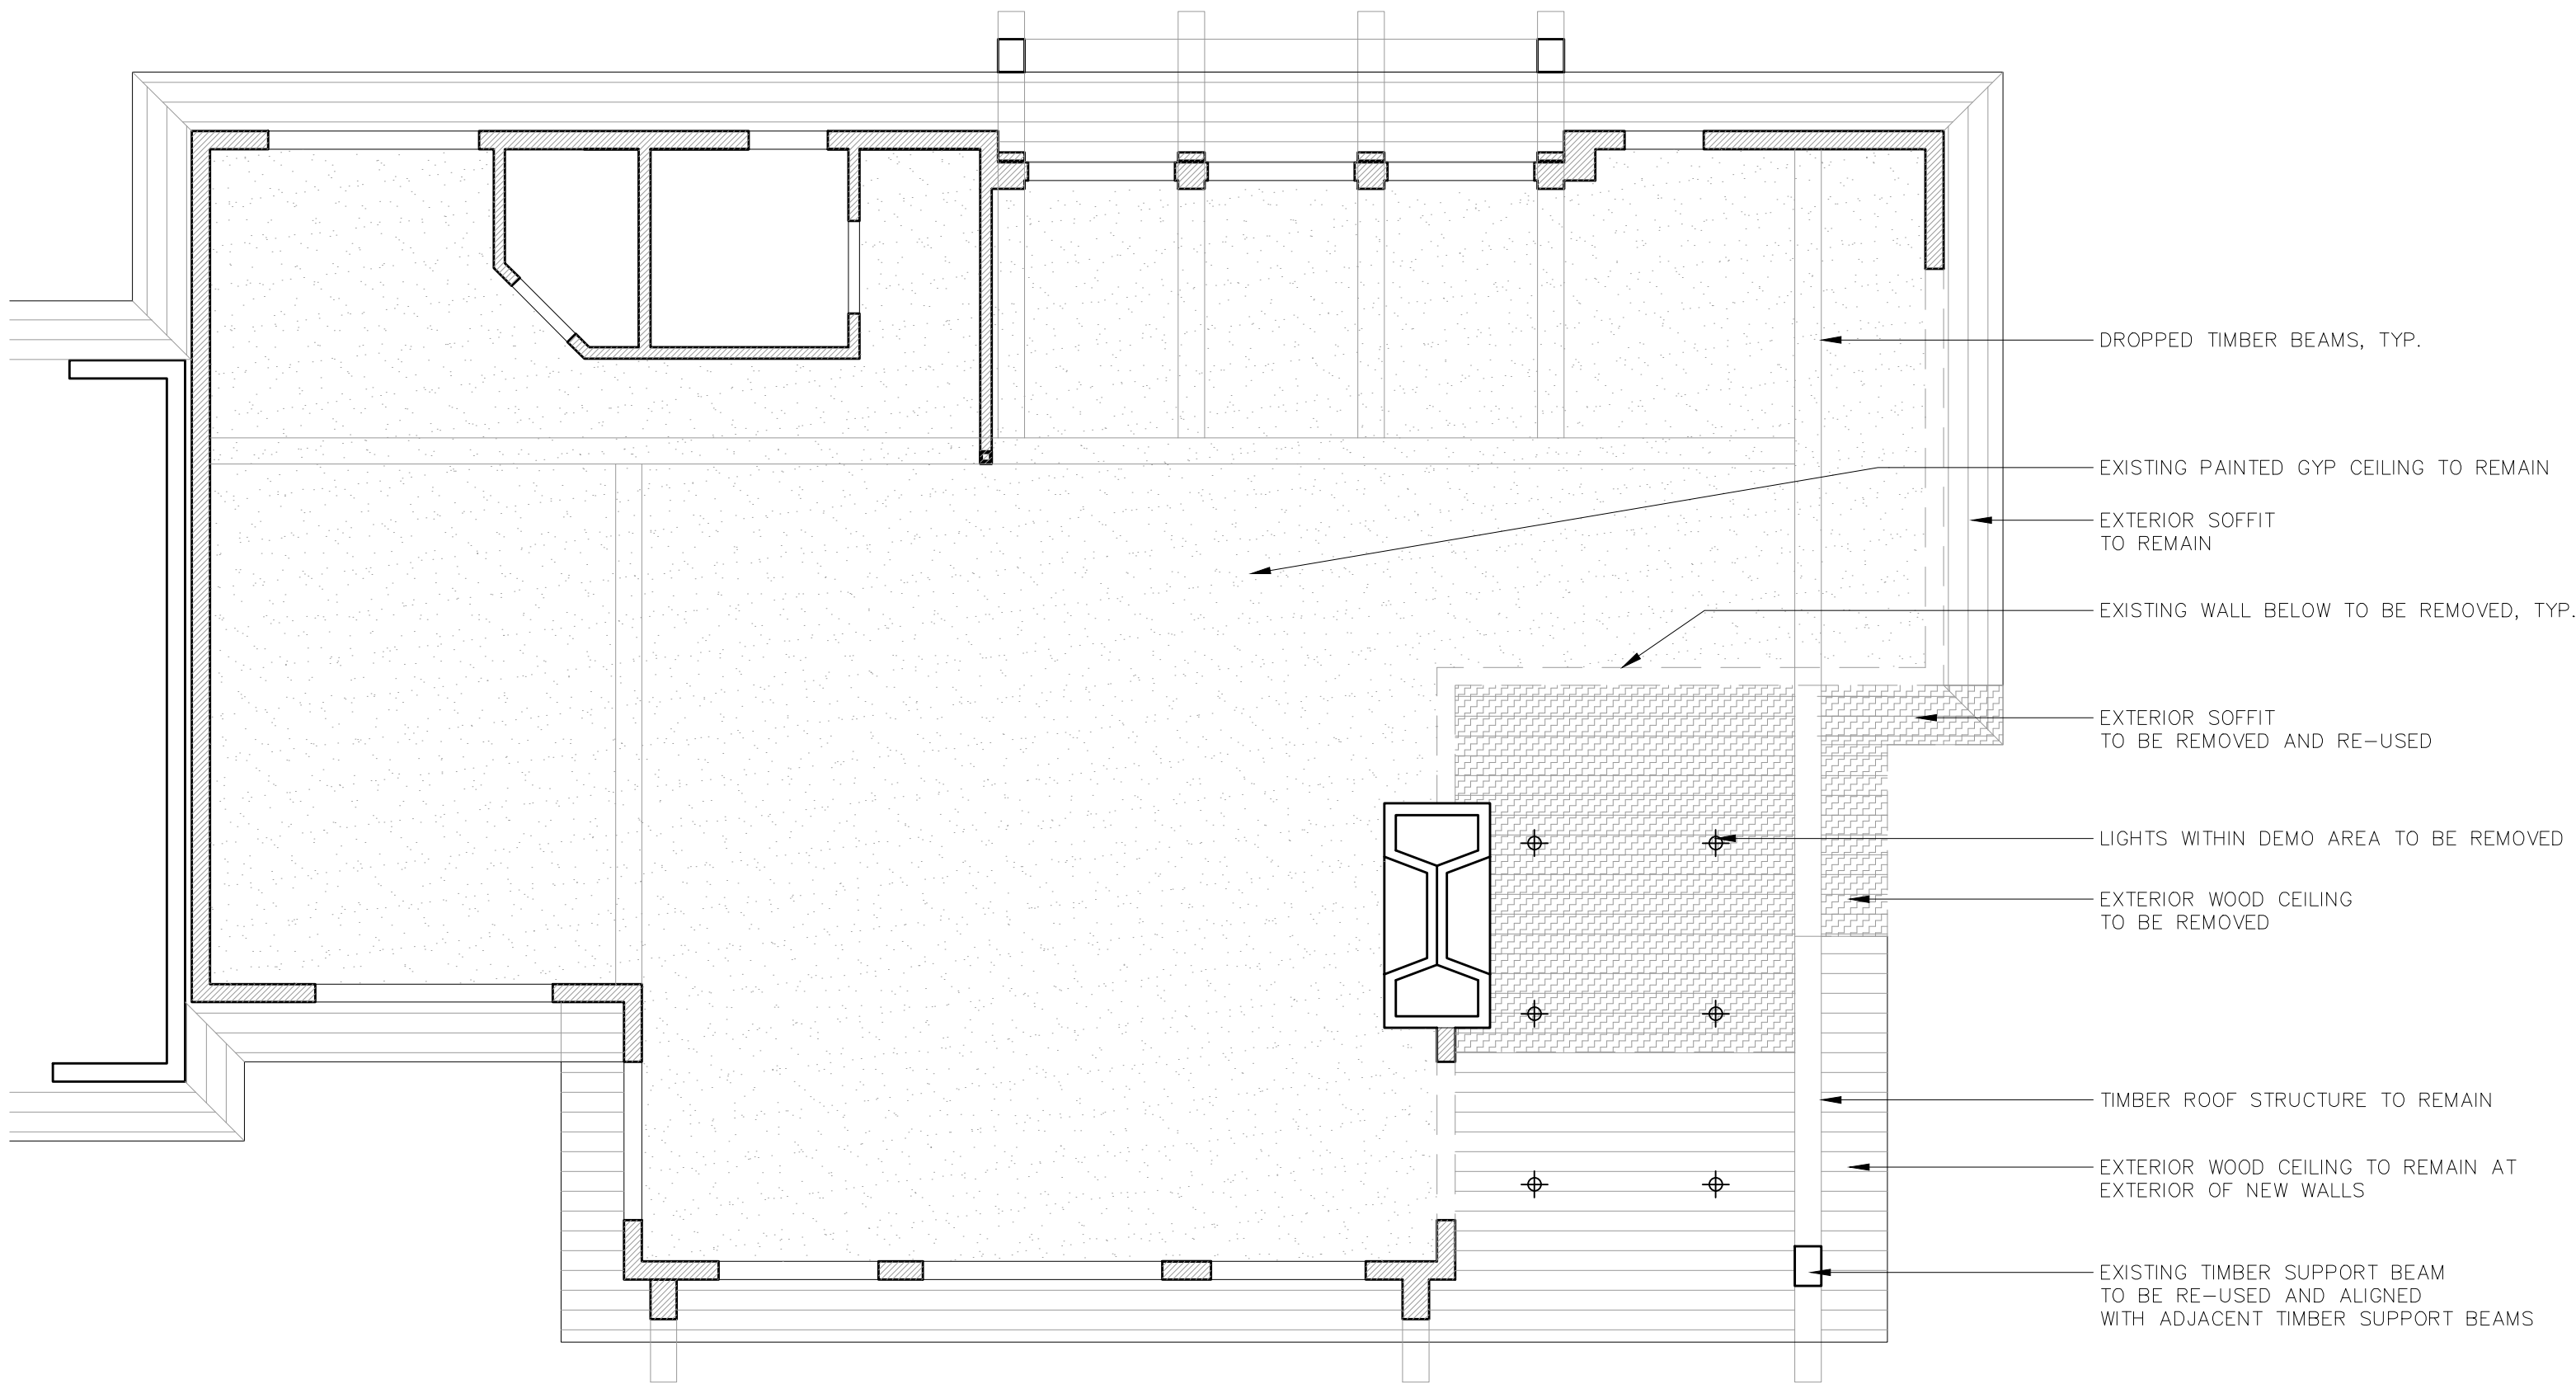 DROPPED TIMBER BEAMS, TYP.
EXISTING PAINTED GYP CEILING TO REMAIN
EXTERIOR SOFFIT
TO REMAIN
EXISTING WALL BELOW TO BE REMOVED, TYP.
EXTERIOR SOFFIT
TO BE REMOVED AND RE-USED
LIGHTS WITHIN DEMO AREA TO BE REMOVED
EXTERIOR WOOD CEILING
TO BE REMOVED
TIMBER ROOF STRUCTURE TO REMAIN
EXTERIOR WOOD CEILING TO REMAIN AT
EXTERIOR OF NEW WALLS
EXISTING TIMBER SUPPORT BEAM
TO BE RE-USED AND ALIGNED
WITH ADJACENT TIMBER SUPPORT BEAMS